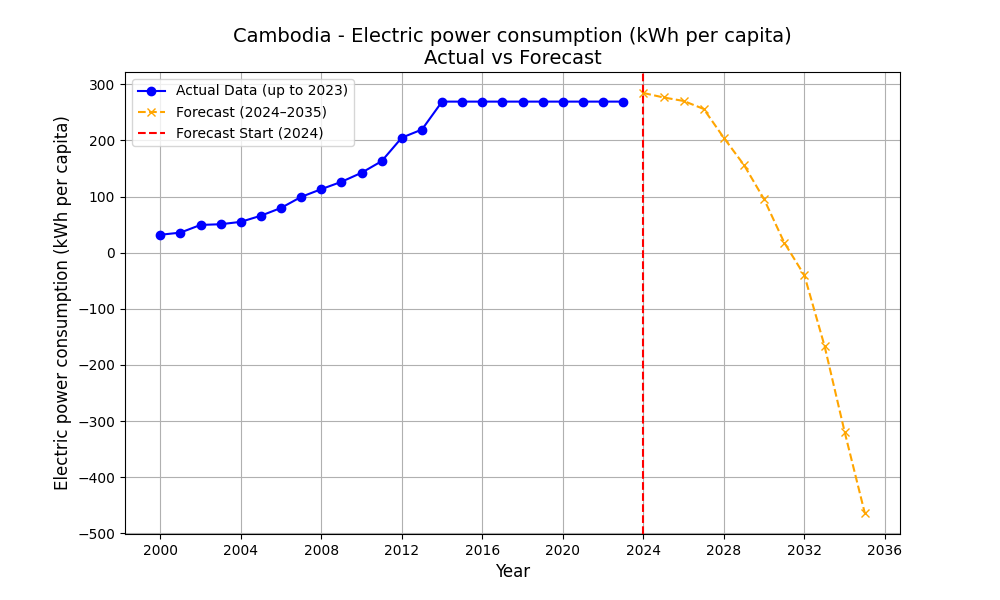 Cambodia - Electric power consumption (kWh per capita)
Actual vs Forecast
Actual Data (up to 2023)
Forecast (2024–2035)
Forecast Start (2024)
Electric power consumption (kWh per capita)
300
200
100
0
−100
−200
−300
−400
−500
2000 2004 2008 2012 2016 2020 2024 2028 2032 2036
Year